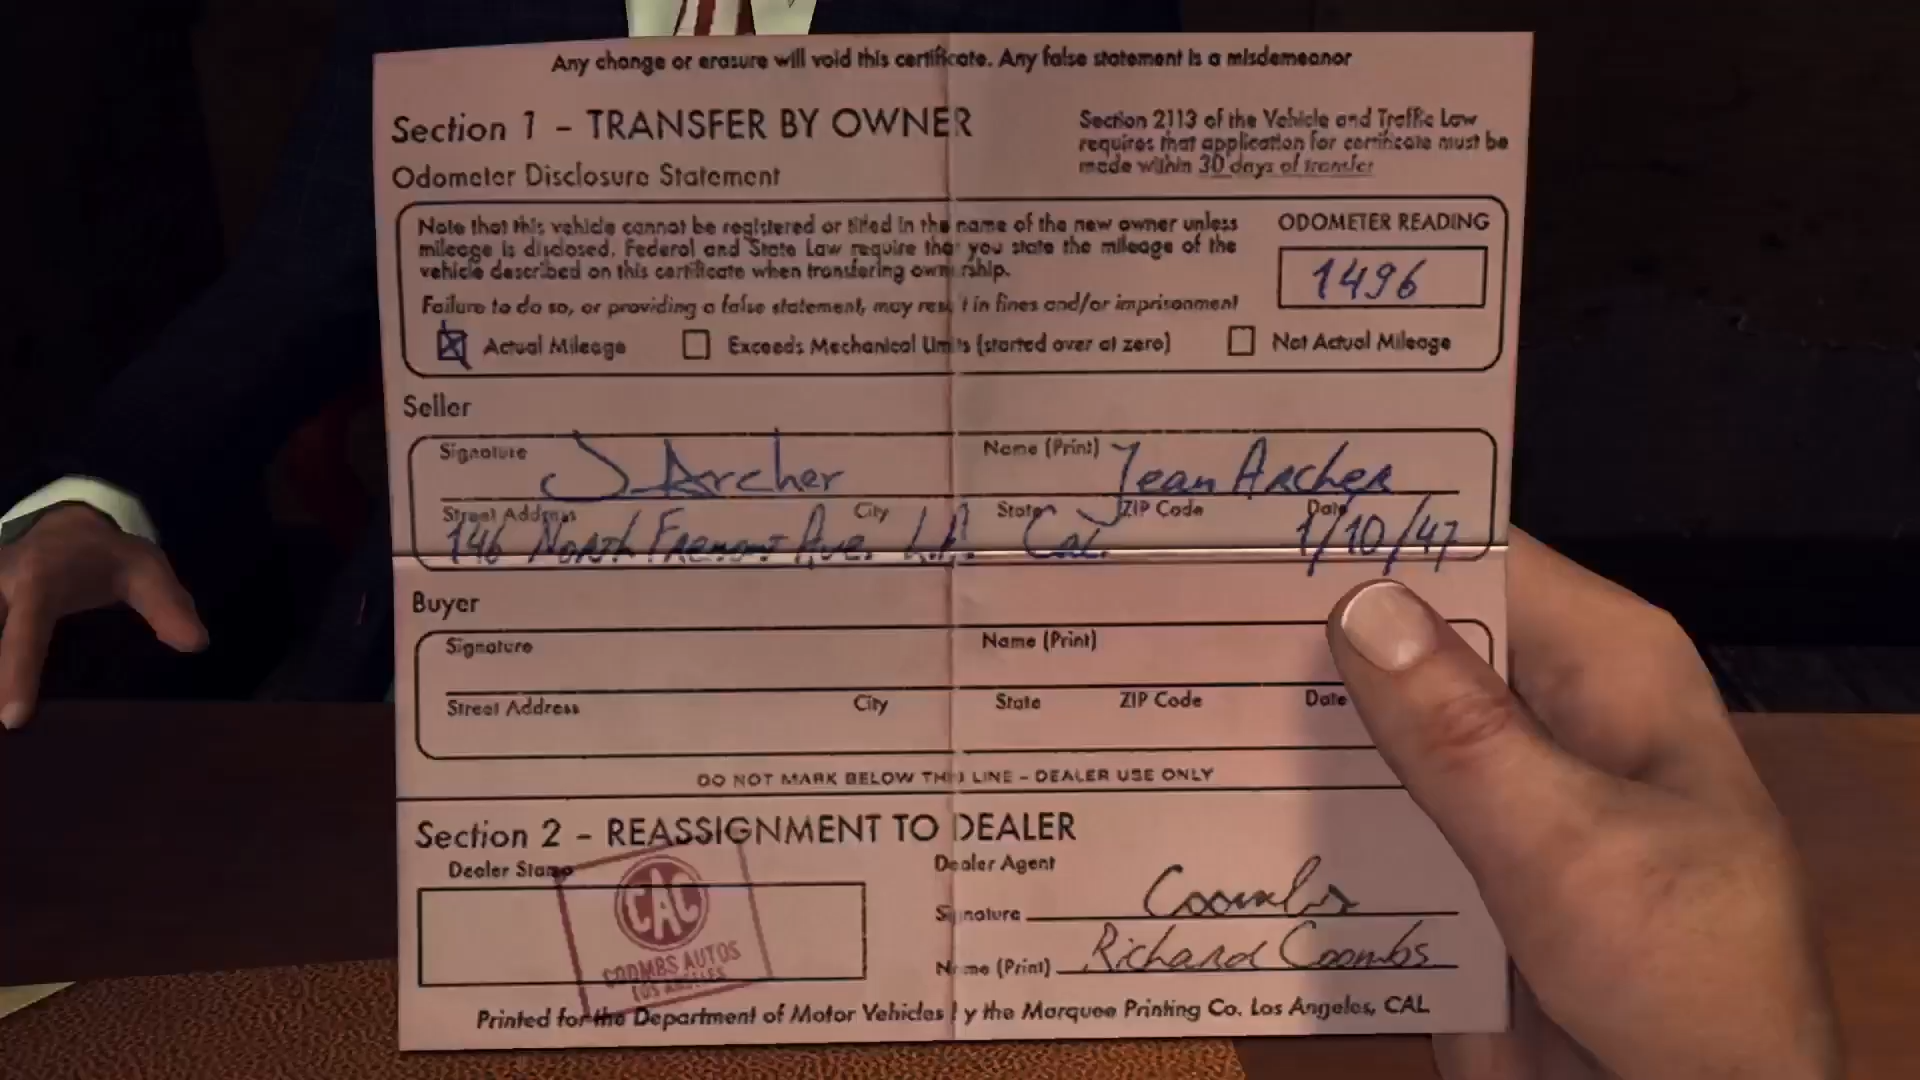 Any change or erasure will void this certificate. Any false statement is a misdemeanor
Section 1 – TRANSFER BY OWNER
Section 2113 of the Vehicle and Traffic Law
requires that application for certificate must be
made within 30 days of transfer
Odometer Disclosure Statement
Note that this vehicle cannot be registered or titled in the name of the new owner unless
mileage is disclosed. Federal and State Law require tha you state the mileage of the
vehicle described on this certificate when transfering own rship.
Failure to do so, or providing a false statement, may res t in fines and/or imprisonment
ODOMETER READING
1496
Actual Mileage Exceeds Mechanical Limits (started over at zero) Not Actual Mileage
Seller
Signature J Archer Name (Print) Jean Archer
Street Address City State ZIP Code Date
146 North Fremont Ave. L.A. Cal. 1/10/47
Buyer
Signature Name (Print)
Street Address City State ZIP Code Date
DO NOT MARK BELOW THIS LINE – DEALER USE ONLY
Section 2 – REASSIGNMENT TO DEALER
Dealer Stamp
CAC
COOMBS AUTOS
LOS ANGELES
Dealer Agent
Signature Coombs
Name (Print) Richard Coombs
Printed for the Department of Motor Vehicles by the Marquee Printing Co. Los Angeles, CAL